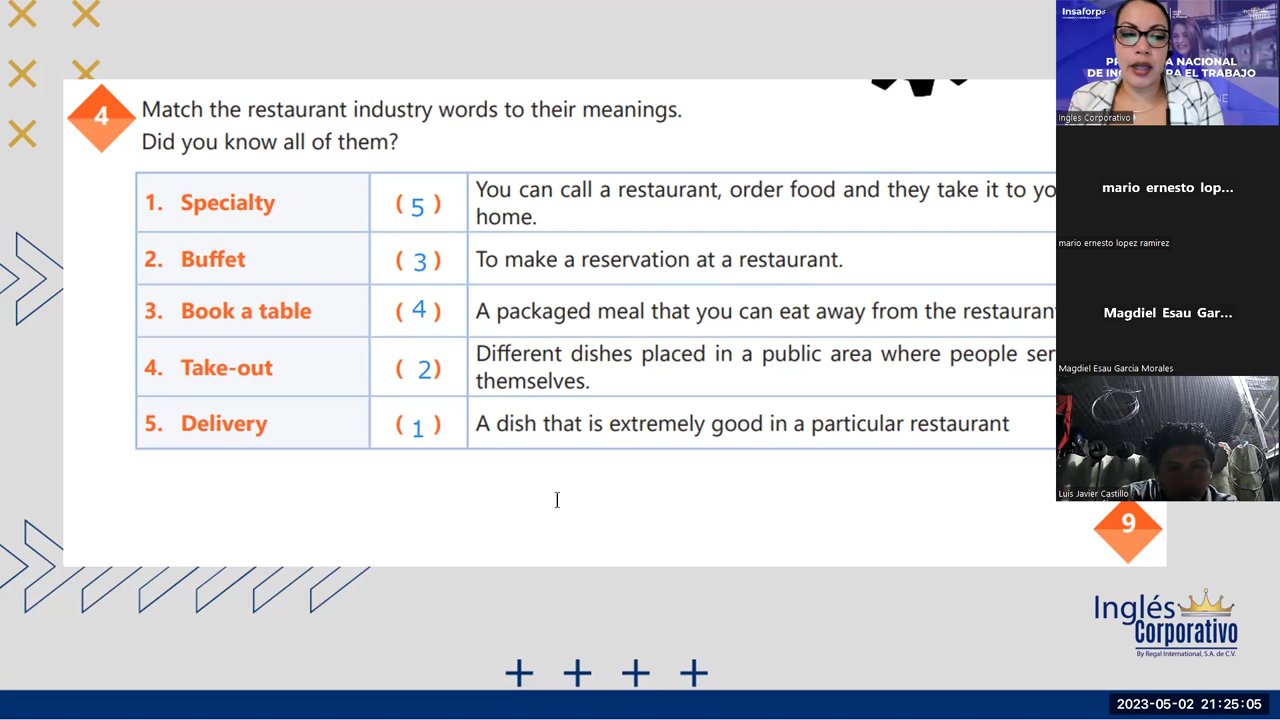 4
Match the restaurant industry words to their meanings.
Did you know all of them?
1. Specialty ( 5 ) You can call a restaurant, order food and they take it to yo
home.
2. Buffet ( 3 ) To make a reservation at a restaurant.
3. Book a table ( 4 ) A packaged meal that you can eat away from the restaurant
4. Take-out ( 2 ) Different dishes placed in a public area where people ser
themselves.
5. Delivery ( 1 ) A dish that is extremely good in a particular restaurant
9
Inglés
Corporativo
By Regal International, S.A. de C.V.
Insaforp
DE IN
RA EL TRABAJO
Ingles Corporativo
mario ernesto lop...
mario ernesto lopez ramirez
Magdiel Esau Gar...
Magdiel Esau Garcia Morales
Luis Javier Castillo
2023-05-02 21:25:05